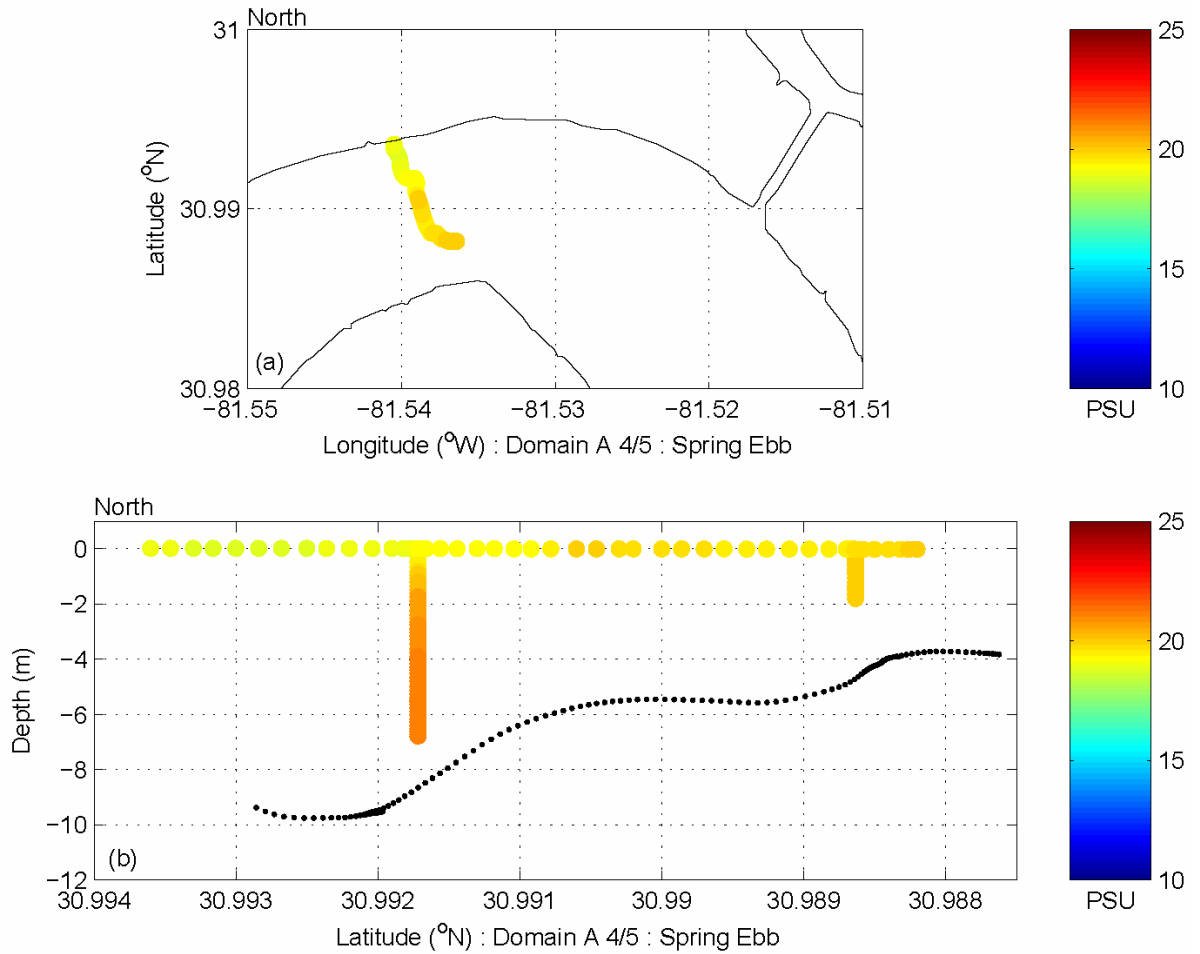 North
31
30.99
30.98
Latitude (°N)
(a)
−81.55 −81.54 −81.53 −81.52 −81.51
Longitude (°W) : Domain A 4/5 : Spring Ebb
25
20
15
10
PSU
North
0
−2
−4
−6
−8
−10
−12
Depth (m)
(b)
30.994 30.993 30.992 30.991 30.99 30.989 30.988
Latitude (°N) : Domain A 4/5 : Spring Ebb
25
20
15
10
PSU